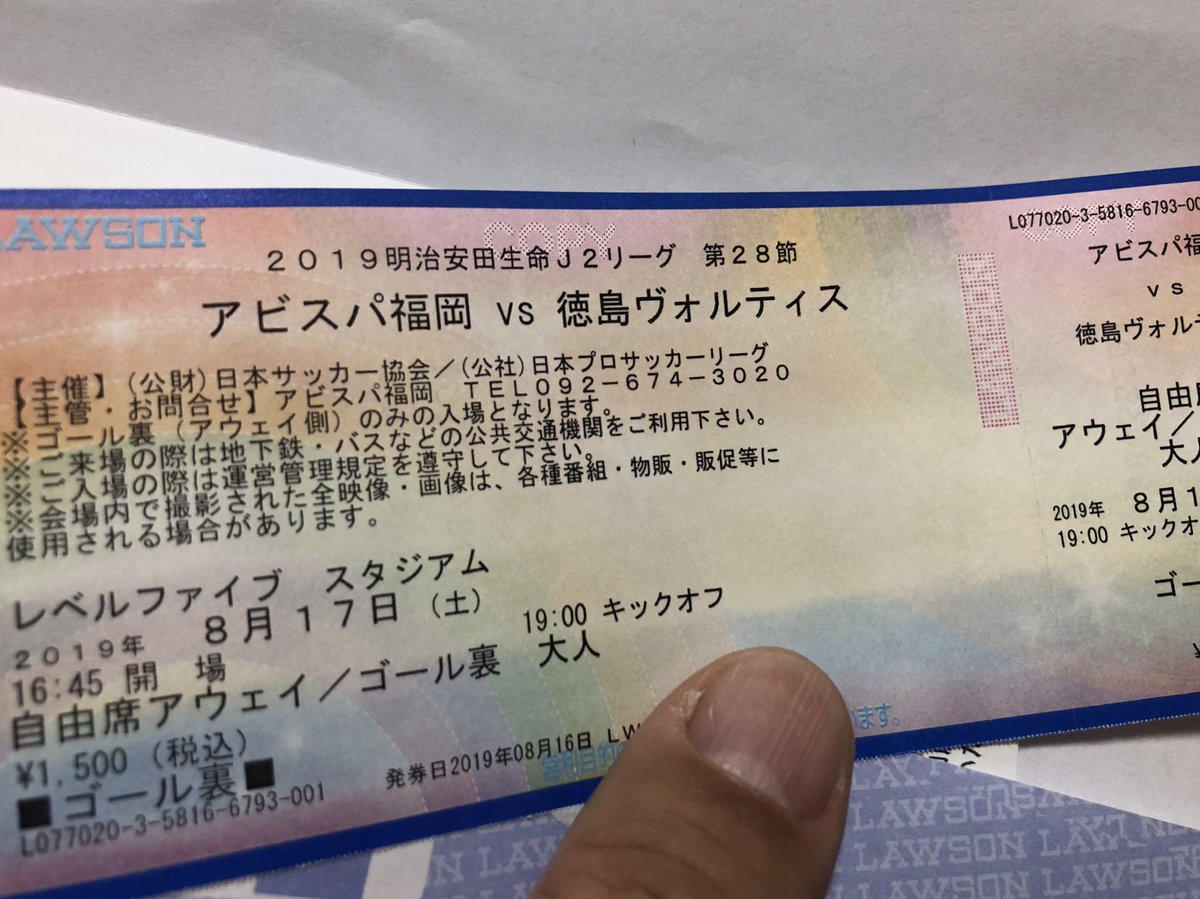 LAWSON
COPY
2019明治安田生命J2リーグ 第28節
アビスパ福岡 vs 徳島ヴォルティス
【主催】(公財)日本サッカー協会/(公社)日本プロサッカーリーグ
【主管・お問合せ】アビスパ福岡 TEL092-674-3020
※ゴール裏(アウェイ側)のみの入場となります。
※ご来場の際は地下鉄・バスなどの公共交通機関をご利用下さい。
※ご入場の際は運営管理規定を遵守して下さい。
※会場内で撮影された全映像・画像は、各種番組・物販・販促等に
使用される場合があります。
レベルファイブ スタジアム
2019年 8月17日(土)
16:45 開 場 19:00 キックオフ
自由席アウェイ/ゴール裏 大人
¥1,500(税込)
■ゴール裏■
L077020-3-5816-6793-001
発券日2019年08月16日 LW
営利目的の
ます。
L077020-3-5816-6793-00
アビスパ福
vs
徳島ヴォルテ
自由
アウェイ/
大人
2019年 8月1
19:00 キックオ
ゴー
LAWSON
LAWSON
LAWSON
LAWSON
LAWSON